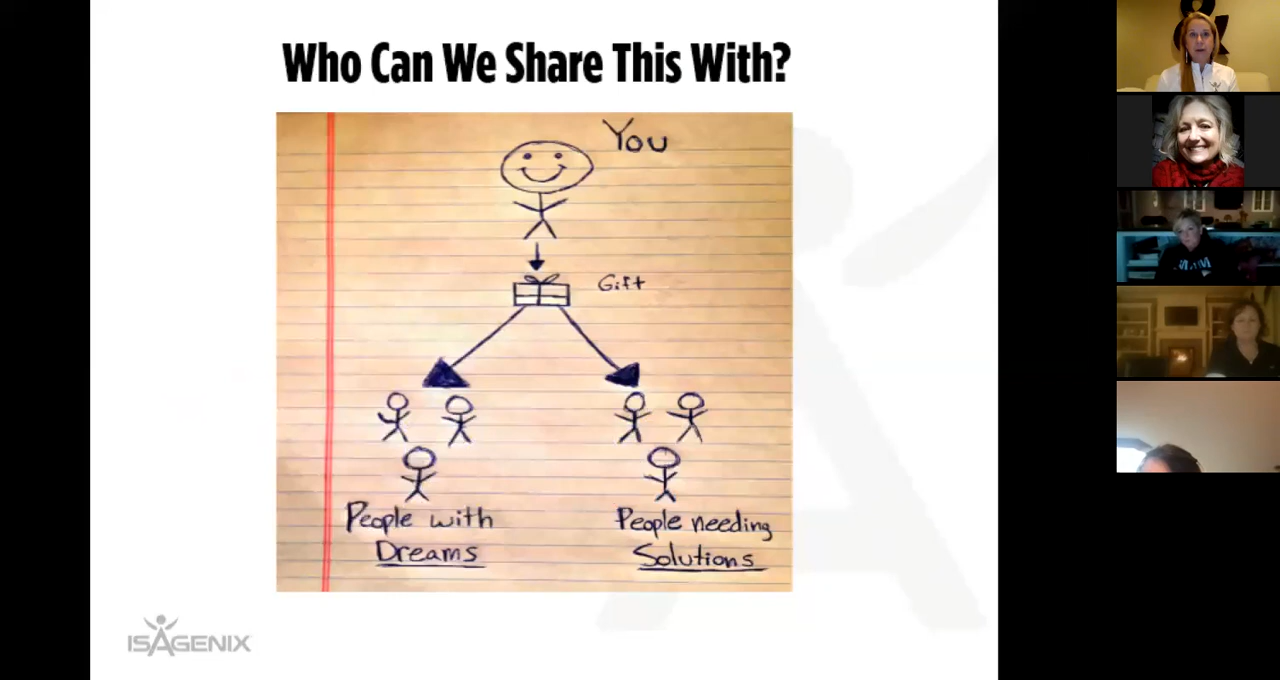 Who Can We Share This With?
You
Gift
People with
Dreams
People needing
Solutions
ISAGENIX